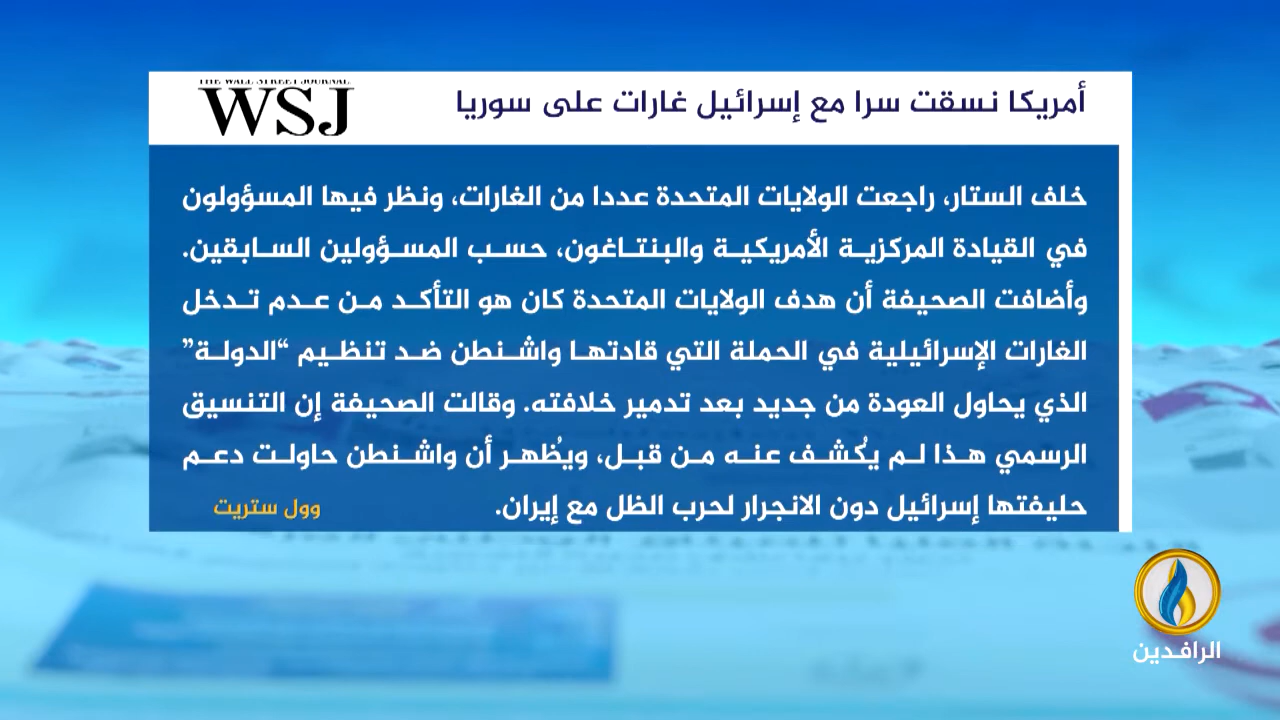 THE WALL STREET JOURNAL
WSJ
أمريكا نسقت سرا مع إسرائيل غارات على سوريا
خلف الستار، راجعت الولايات المتحدة عددا من الغارات، ونظر فيها المسؤولون
في القيادة المركزية الأمريكية والبنتاغون، حسب المسؤولين السابقين.
وأضافت الصحيفة أن هدف الولايات المتحدة كان هو التأكد من عدم تدخل
الغارات الإسرائيلية في الحملة التي قادتها واشنطن ضد تنظيم “الدولة”
الذي يحاول العودة من جديد بعد تدمير خلافته. وقالت الصحيفة إن التنسيق
الرسمي هذا لم يُكشف عنه من قبل، ويُظهر أن واشنطن حاولت دعم
حليفتها إسرائيل دون الانجرار لحرب الظل مع إيران.
وول ستريت
الرافدين